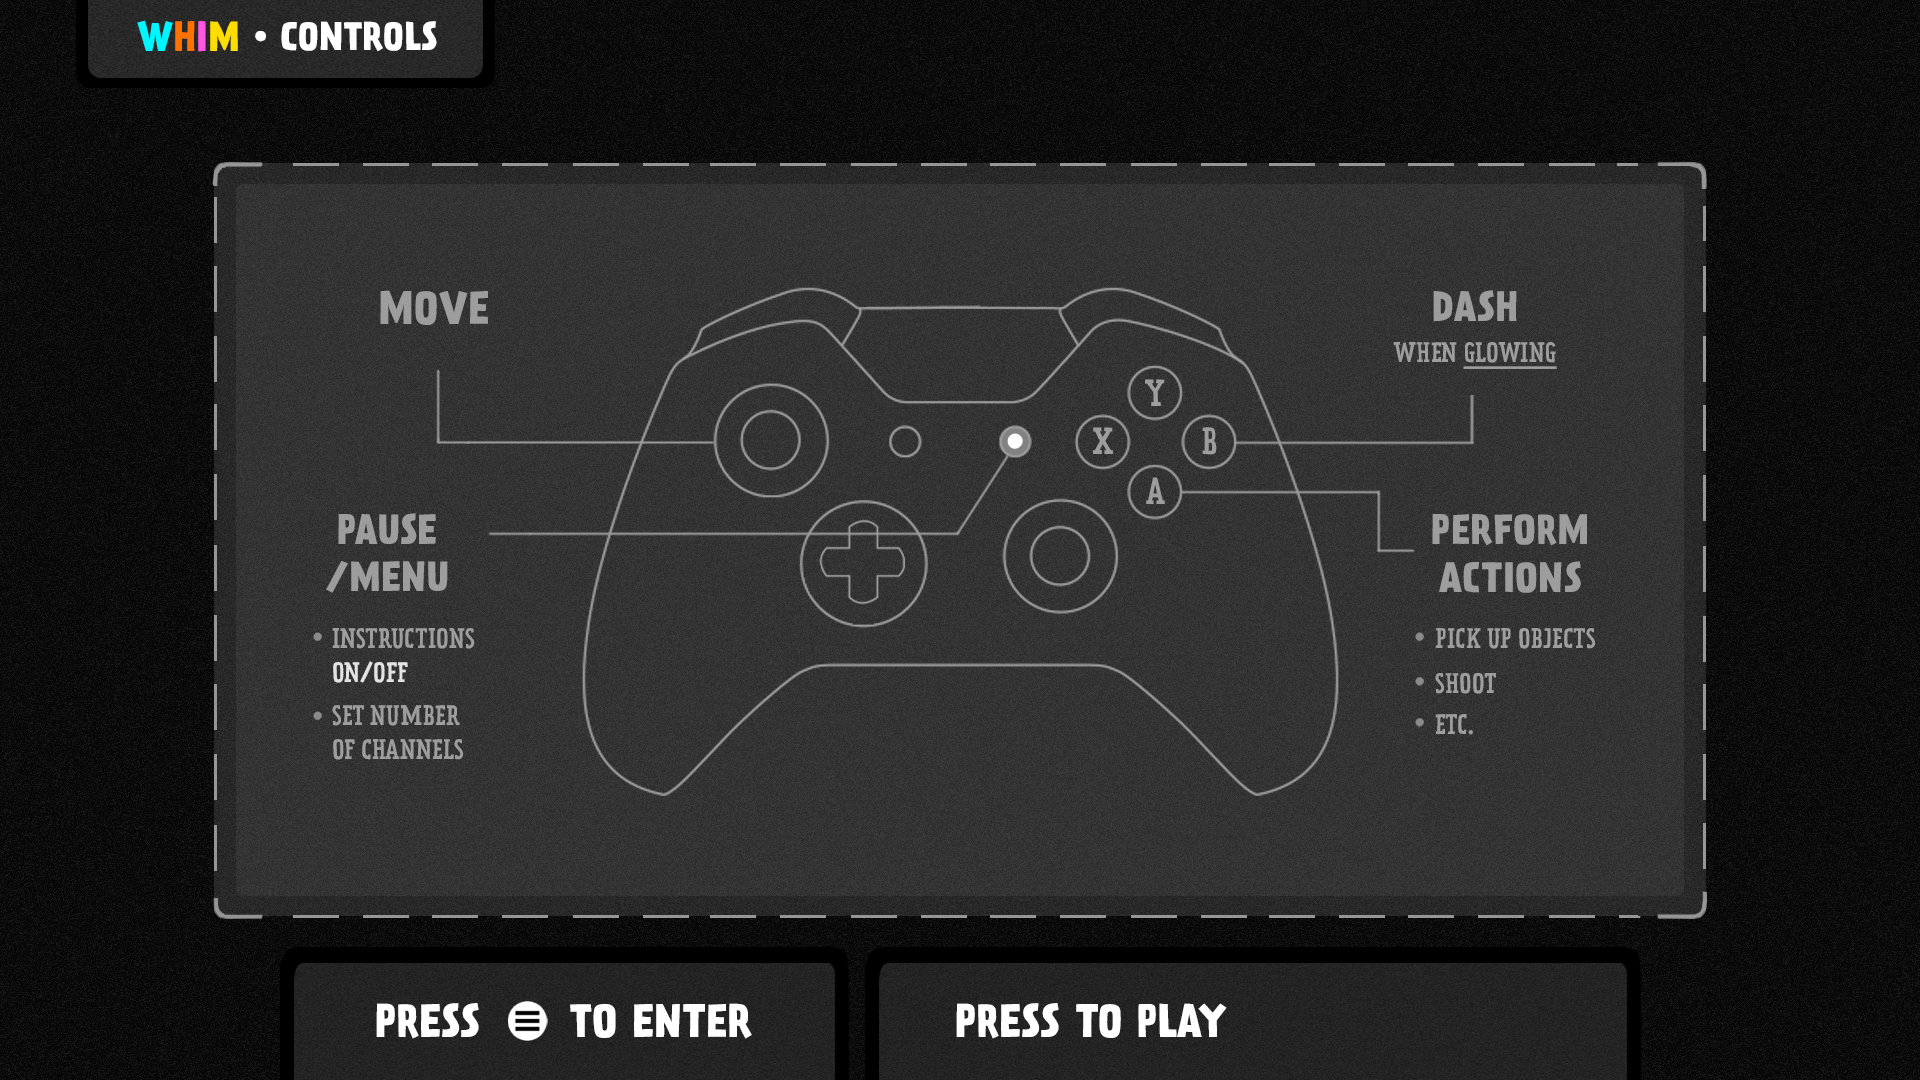 WHIM • CONTROLS
MOVE
DASH
WHEN GLOWING
Y
X
B
A
PAUSE
/MENU
• INSTRUCTIONS
ON/OFF
• SET NUMBER
OF CHANNELS
PERFORM
ACTIONS
• PICK UP OBJECTS
• SHOOT
• ETC.
PRESS TO ENTER
PRESS TO PLAY